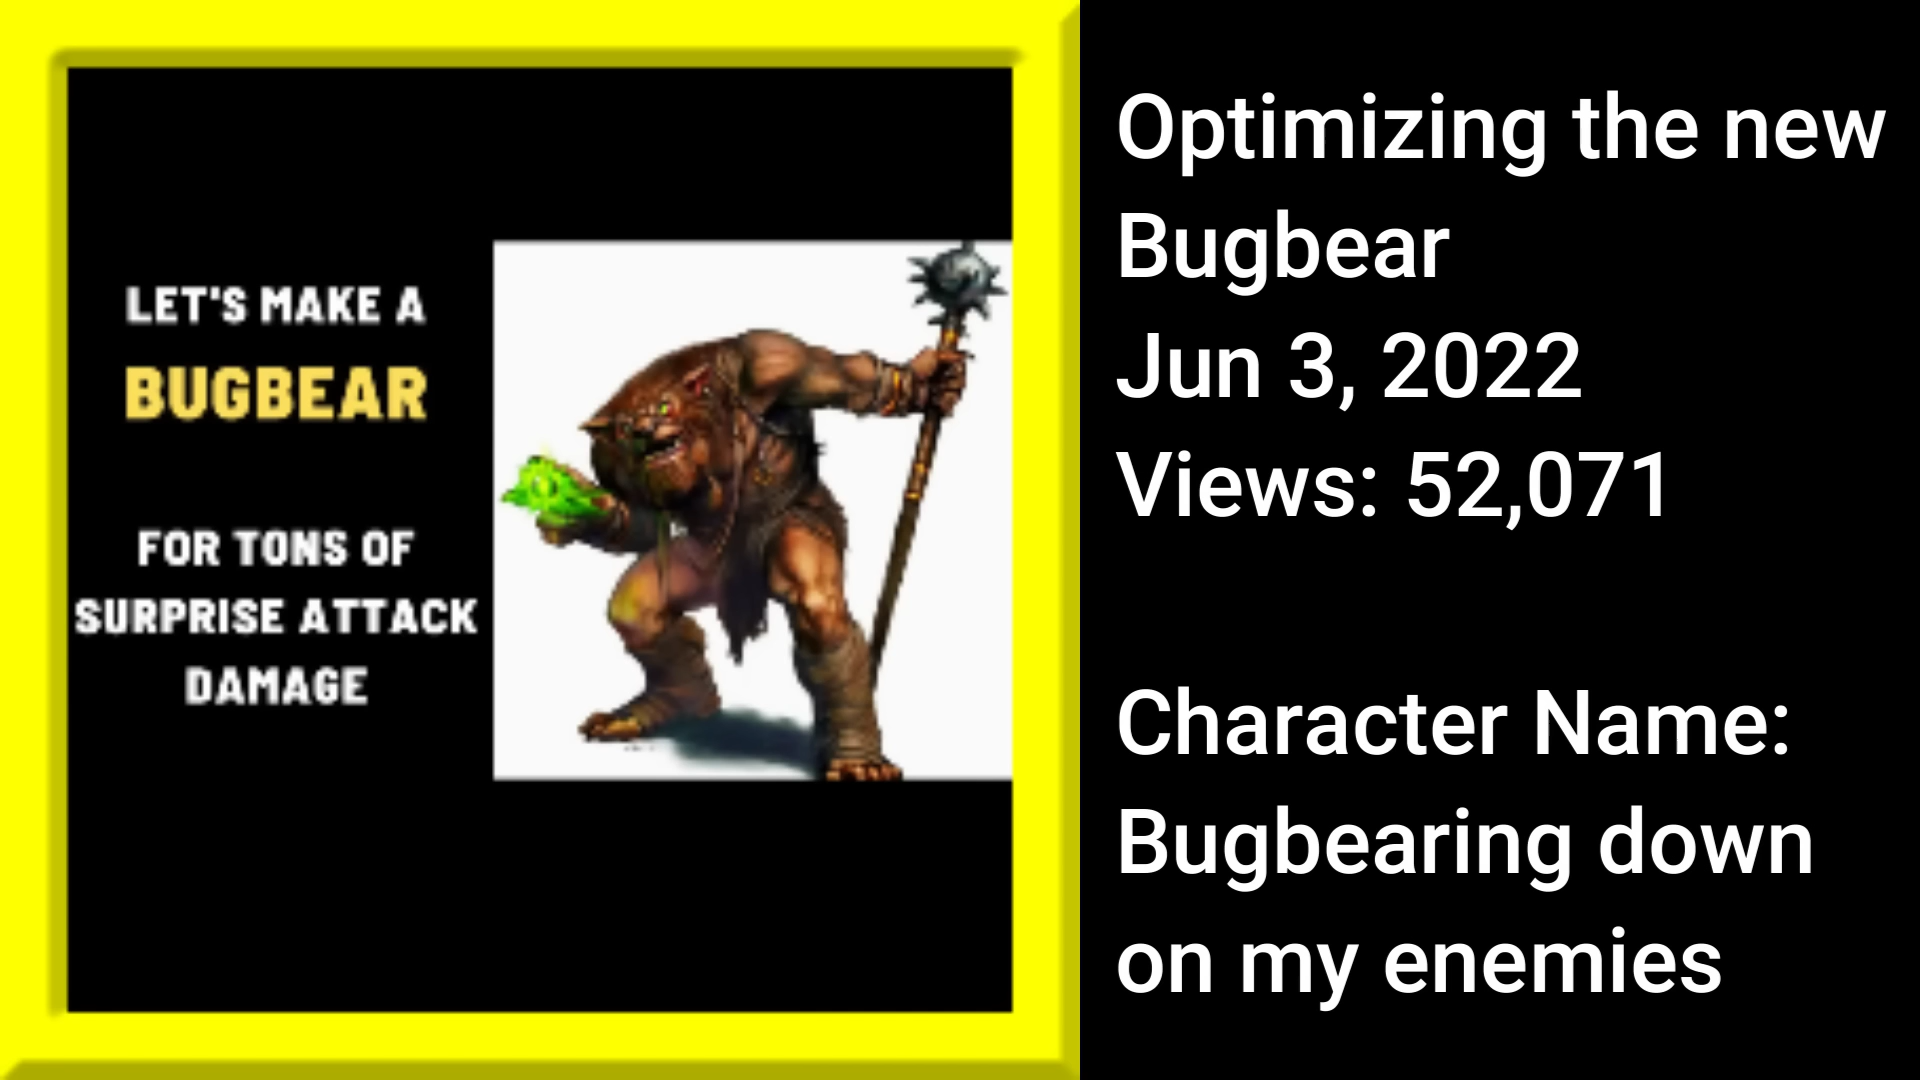 LET'S MAKE A
BUGBEAR
FOR TONS OF
SURPRISE ATTACK
DAMAGE
Optimizing the new
Bugbear
Jun 3, 2022
Views: 52,071
Character Name:
Bugbearing down
on my enemies